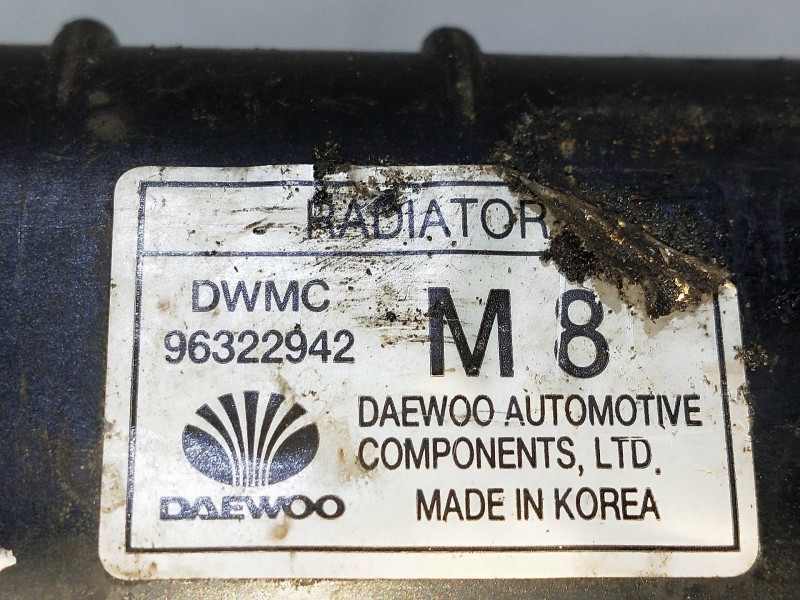 RADIATOR
DWMC
96322942
M 8
DAEWOO AUTOMOTIVE
COMPONENTS, LTD.
MADE IN KOREA
DAEWOO